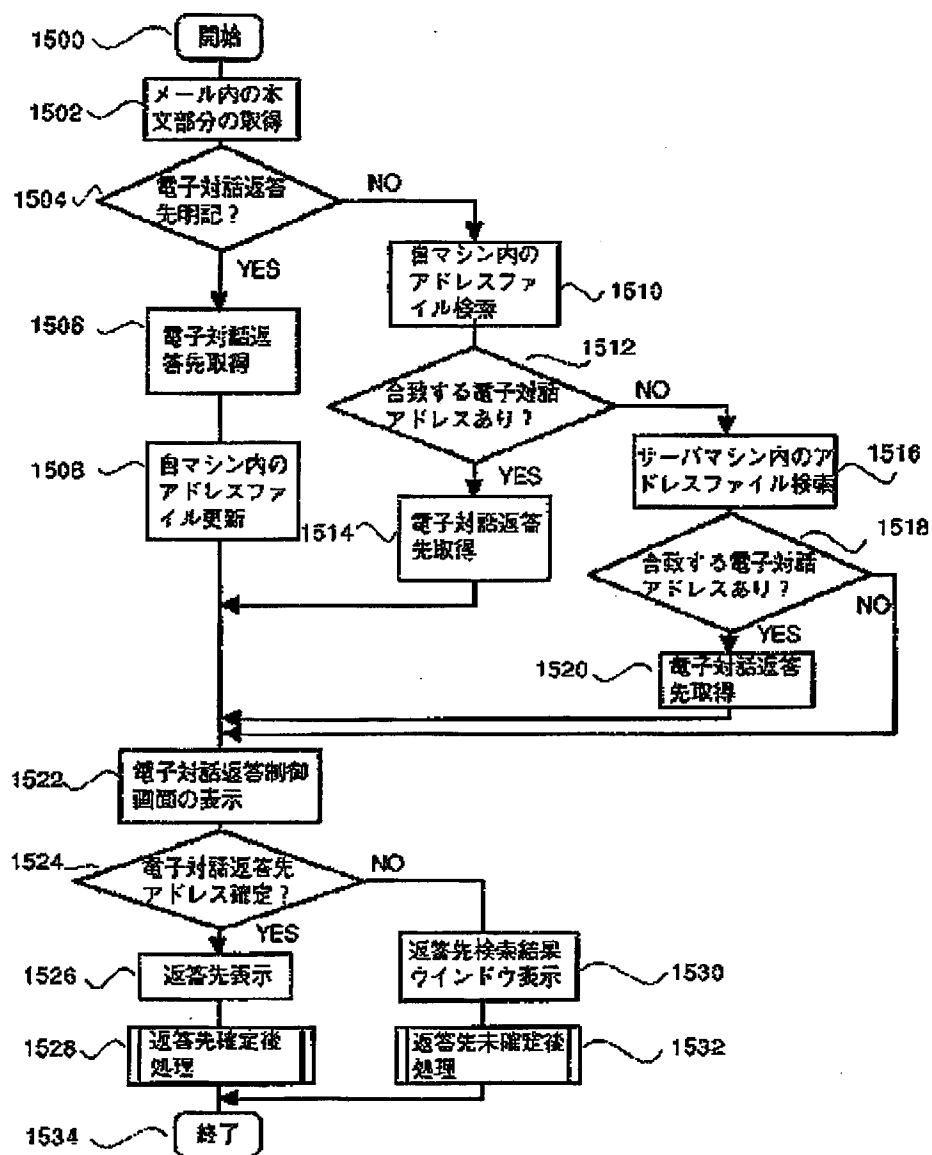 1500
開始
1502
メール内の本
文部分の取得
1504
電子対話返答
先明記？
NO
YES
1506
電子対話返
答先取得
1508
自マシン内の
アドレスファ
イル更新
自マシン内の
アドレスファ
イル検索
1510
1512
合致する電子対話
アドレスあり？
NO
YES
1514
電子対話返答
先取得
サーバマシン内のア
ドレスファイル検索
1516
1518
合致する電子対話
アドレスあり？
NO
YES
1520
電子対話返答
先取得
1522
電子対話返答制御
画面の表示
1524
電子対話返答先
アドレス確定？
NO
YES
1526
返答先表示
1528
返答先確定後
処理
返答先検索結果
ウインドウ表示
1530
返答先未確定後
処理
1532
1534
終了